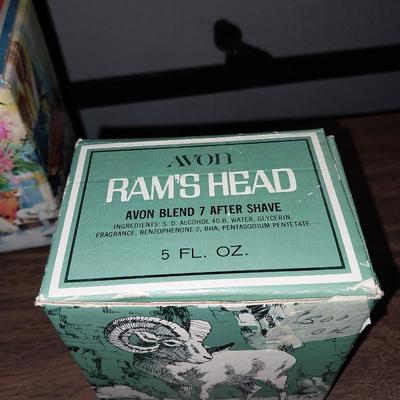 AVON
RAM'S HEAD
AVON BLEND 7 AFTER SHAVE
INGREDIENTS: S. D. ALCOHOL 40 B, WATER, GLYCERIN,
FRAGRANCE, BENZOPHENONE-2, BHA, PENTASODIUM PENTETATE
5 FL. OZ.